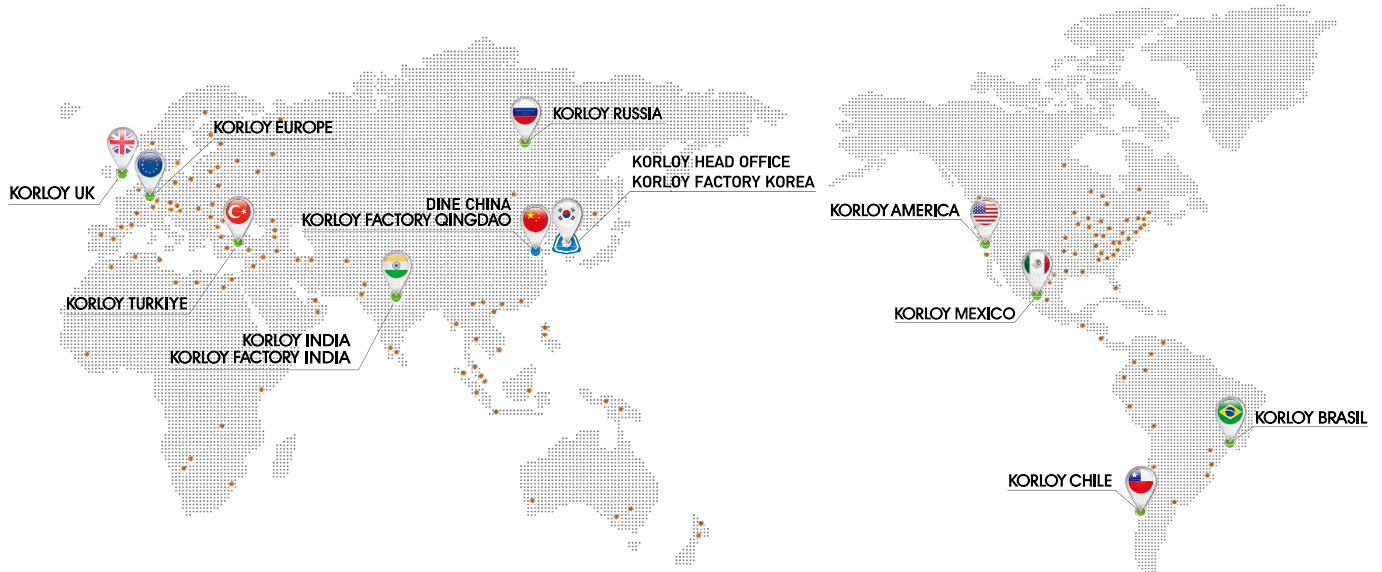 KORLOY RUSSIA
KORLOY EUROPE
KORLOY HEAD OFFICE
KORLOY FACTORY KOREA
KORLOY UK
DINE CHINA
KORLOY FACTORY QINGDAO
KORLOY AMERICA
KORLOY TURKIYE
KORLOY MEXICO
KORLOY INDIA
KORLOY FACTORY INDIA
KORLOY BRASIL
KORLOY CHILE